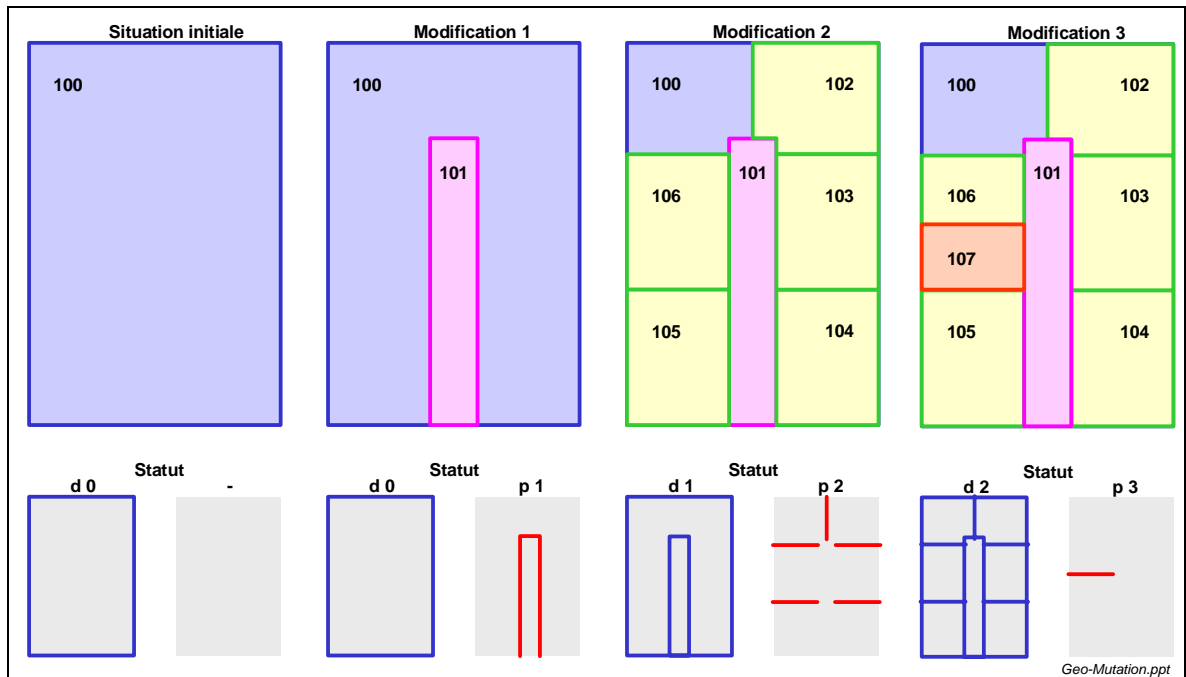 Situation initiale
Modification 1
Modification 2
Modification 3
100
100
101
100
102
106
101
103
105
104
100
102
106
101
103
107
105
104
Statut
d 0
-
Statut
d 0
p 1
Statut
d 1
p 2
Statut
d 2
p 3
Geo-Mutation.ppt